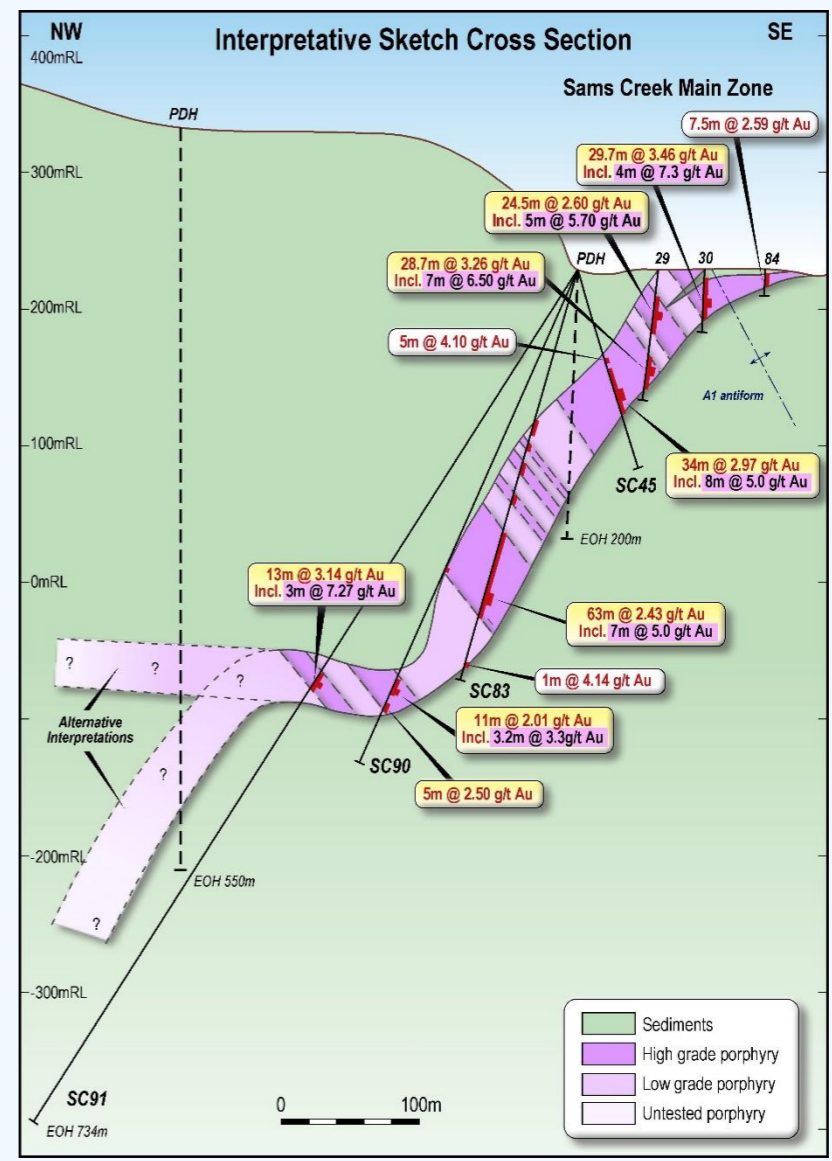 NW
Interpretative Sketch Cross Section
SE
400mRL
Sams Creek Main Zone
PDH
7.5m @ 2.59 g/t Au
29.7m @ 3.46 g/t Au
Incl. 4m @ 7.3 g/t Au
300mRL
24.5m @ 2.60 g/t Au
Incl. 5m @ 5.70 g/t Au
28.7m @ 3.26 g/t Au
Incl. 7m @ 6.50 g/t Au
PDH
29
30
84
200mRL
5m @ 4.10 g/t Au
A1 antiform
100mRL
34m @ 2.97 g/t Au
Incl. 8m @ 5.0 g/t Au
SC45
EOH 200m
0mRL
13m @ 3.14 g/t Au
Incl. 3m @ 7.27 g/t Au
63m @ 2.43 g/t Au
Incl. 7m @ 5.0 g/t Au
?
?
?
1m @ 4.14 g/t Au
SC83
Alternative
Interpretations
11m @ 2.01 g/t Au
Incl. 3.2m @ 3.3g/t Au
SC90
?
5m @ 2.50 g/t Au
-200mRL
EOH 550m
?
-300mRL
Sediments
High grade porphyry
Low grade porphyry
Untested porphyry
SC91
0
100m
EOH 734m